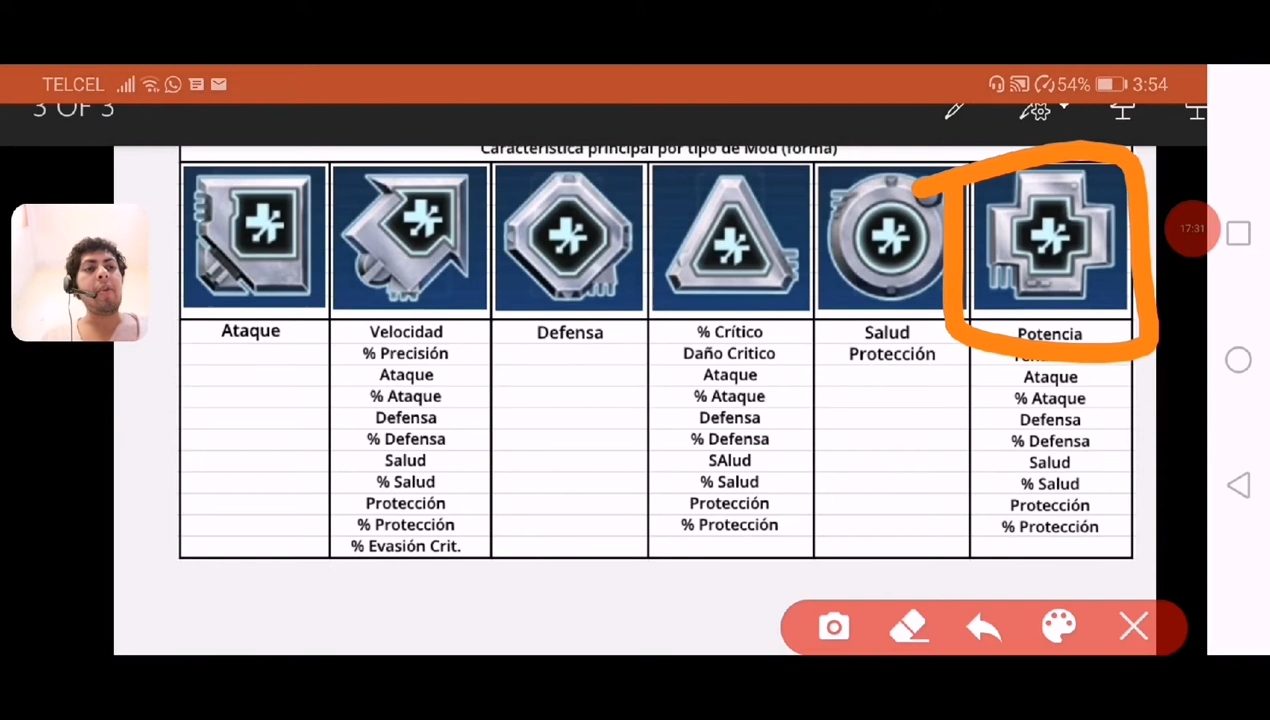 TELCEL
54%
3:54
3 OF 3
Característica principal por tipo de Mod (forma)
17:31
Ataque
Velocidad
% Precisión
Ataque
% Ataque
Defensa
% Defensa
Salud
% Salud
Protección
% Protección
% Evasión Crit.
Defensa
% Crítico
Daño Critico
Ataque
% Ataque
Defensa
% Defensa
SAlud
% Salud
Protección
% Protección
Salud
Protección
Potencia
Ataque
% Ataque
Defensa
% Defensa
Salud
% Salud
Protección
% Protección